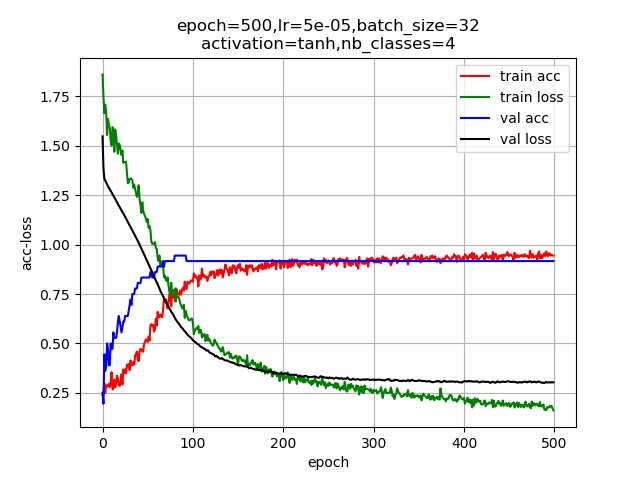 epoch=500,lr=5e-05,batch_size=32
activation=tanh,nb_classes=4
train acc
train loss
val acc
val loss
1.75
1.50
1.25
1.00
0.75
0.50
0.25
acc-loss
0 100 200 300 400 500
epoch